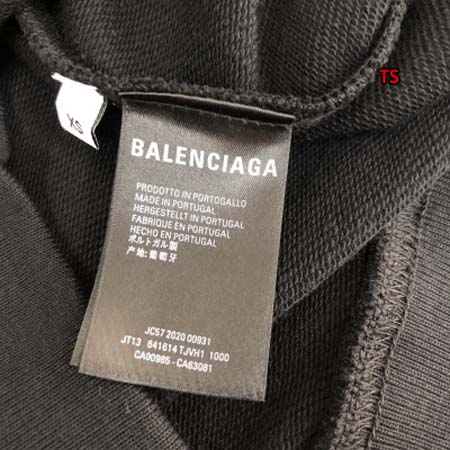 TS
XS
BALENCIAGA
PRODOTTO IN PORTOGALLO
MADE IN PORTUGAL
HERGESTELLT IN PORTUGAL
FABRIQUÉ EN PORTUGAL
HECHO EN PORTUGAL
ポルトガル製
产地:葡萄牙
JC57 2020 00931
JT13 641614 TJVH1 1000
CA00985 - CA63081